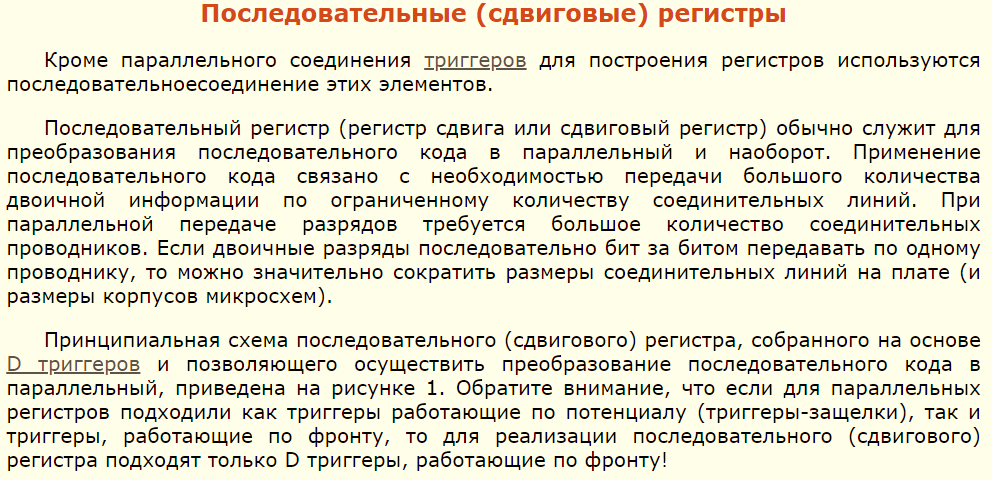 Последовательные (сдвиговые) регистры
Кроме параллельного соединения триггеров для построения регистров используются
последовательноесоединение этих элементов.
Последовательный регистр (регистр сдвига или сдвиговый регистр) обычно служит для
преобразования последовательного кода в параллельный и наоборот. Применение
последовательного кода связано с необходимостью передачи большого количества
двоичной информации по ограниченному количеству соединительных линий. При
параллельной передаче разрядов требуется большое количество соединительных
проводников. Если двоичные разряды последовательно бит за битом передавать по одному
проводнику, то можно значительно сократить размеры соединительных линий на плате (и
размеры корпусов микросхем).
Принципиальная схема последовательного (сдвигового) регистра, собранного на основе
D триггеров и позволяющего осуществить преобразование последовательного кода в
параллельный, приведена на рисунке 1. Обратите внимание, что если для параллельных
регистров подходили как триггеры работающие по потенциалу (триггеры-защелки), так и
триггеры, работающие по фронту, то для реализации последовательного (сдвигового)
регистра подходят только D триггеры, работающие по фронту!